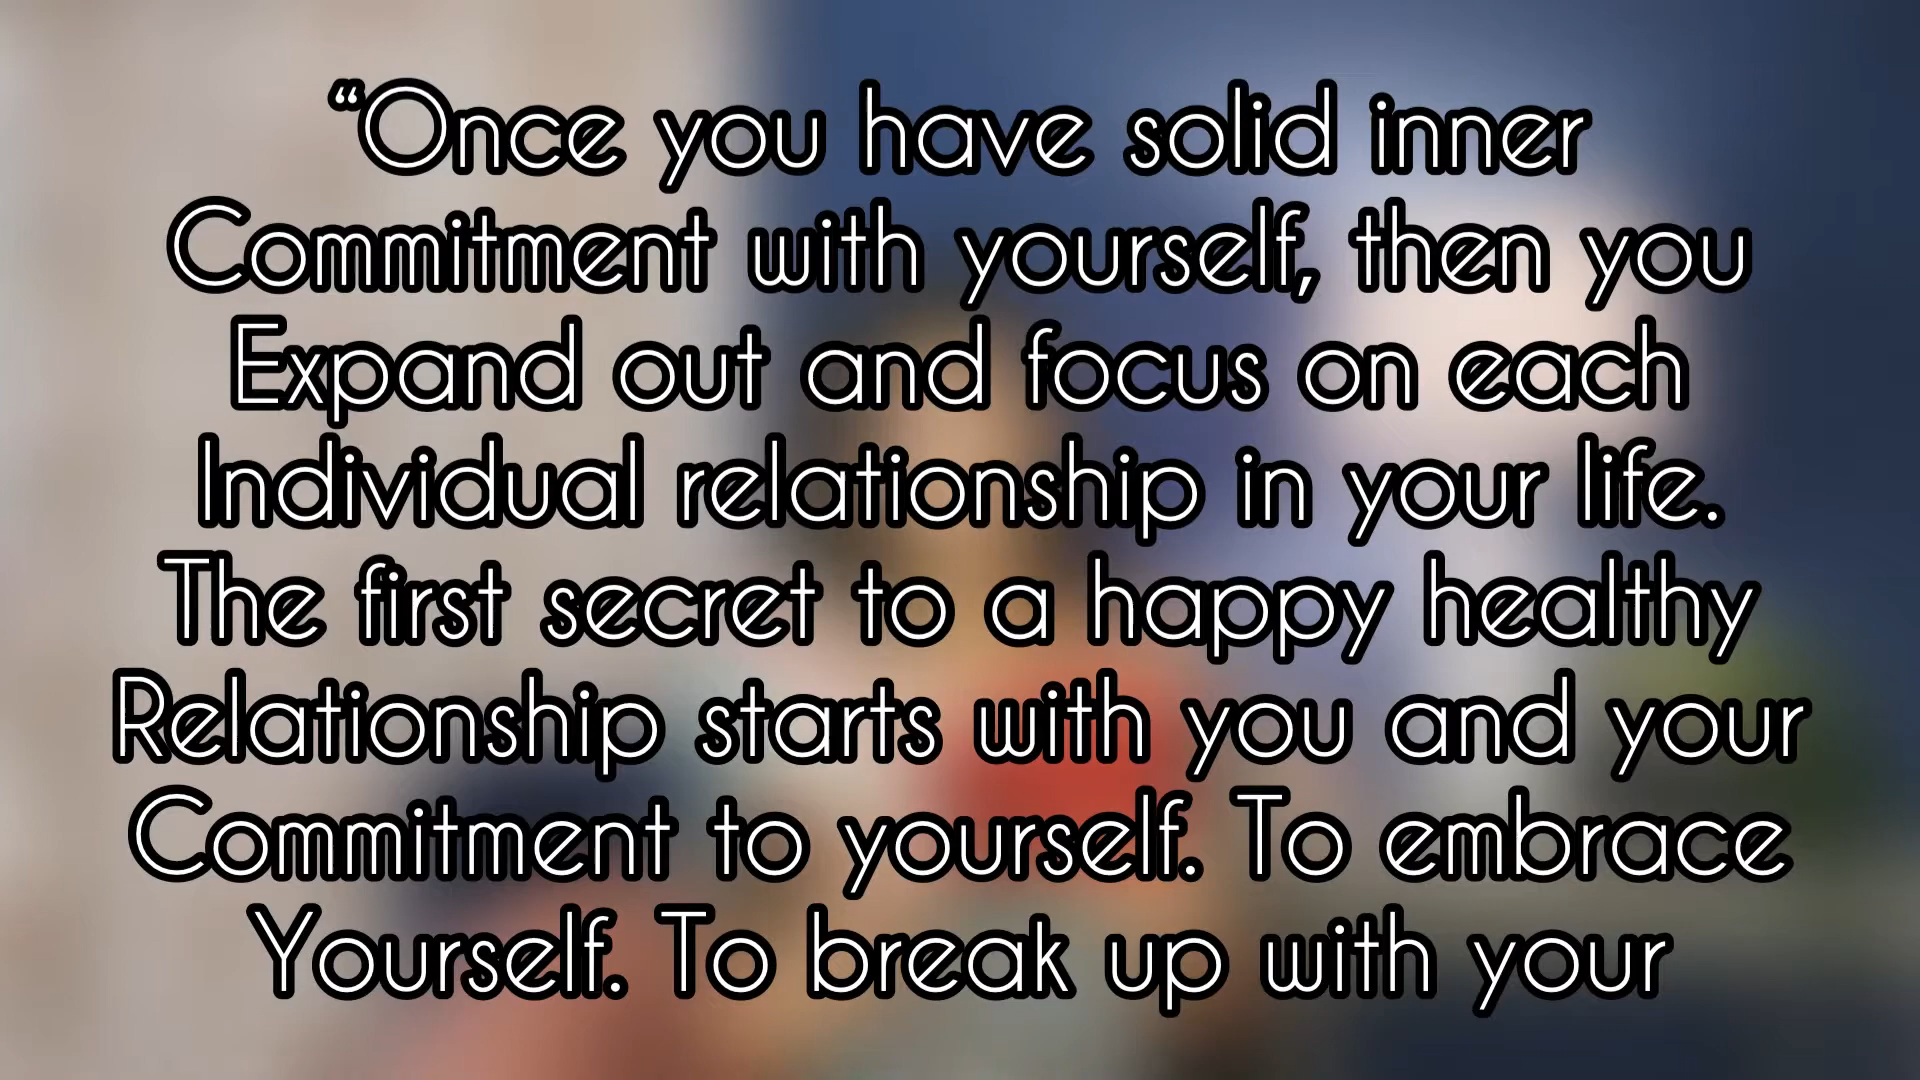 “Once you have solid inner
Commitment with yourself, then you
Expand out and focus on each
Individual relationship in your life.
The first secret to a happy healthy
Relationship starts with you and your
Commitment to yourself. To embrace
Yourself. To break up with your